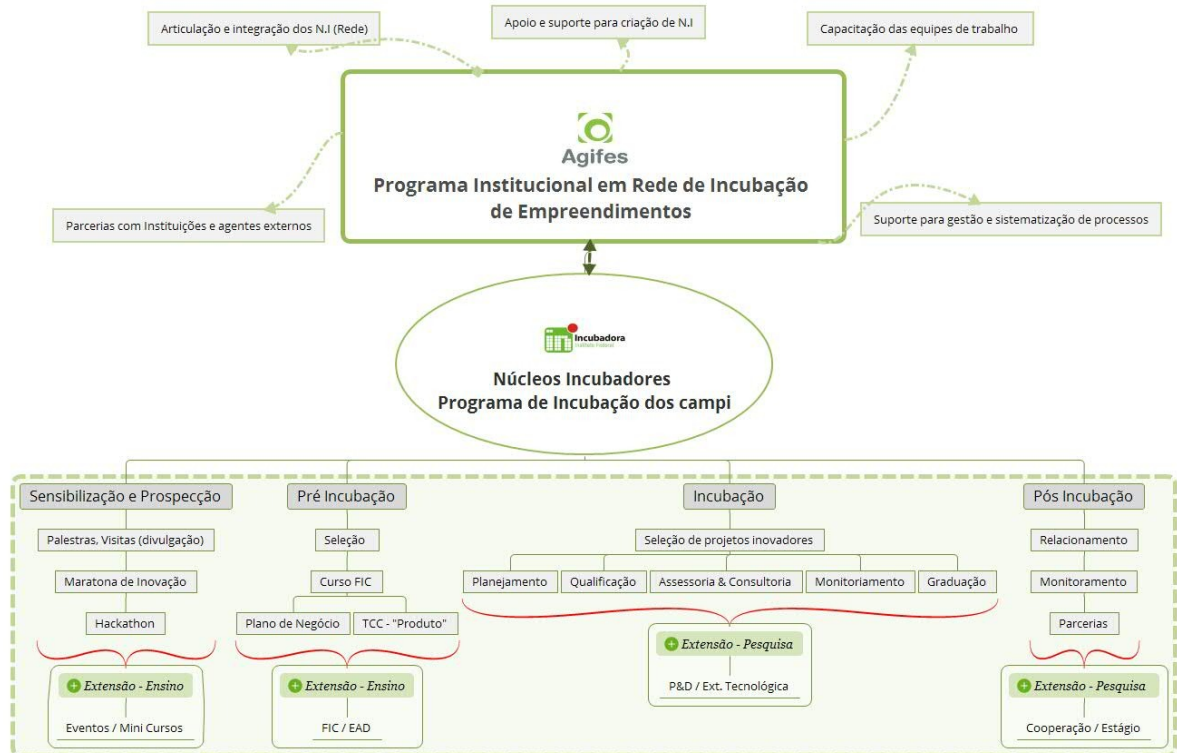 Articulação e integração dos N.I (Rede)
Apoio e suporte para criação de N.I
Capacitação das equipes de trabalho
Agifes
Programa Institucional em Rede de Incubação
de Empreendimentos
Parcerias com Instituições e agentes externos
Suporte para gestão e sistematização de processos
Incubadora
Instituto Federal
Núcleos Incubadores
Programa de Incubação dos campi
Sensibilização e Prospecção
Pré Incubação
Incubação
Pós Incubação
Palestras, Visitas (divulgação)
Seleção
Seleção de projetos inovadores
Relacionamento
Maratona de Inovação
Curso FIC
Planejamento
Qualificação
Assessoria & Consultoria
Monitoriamento
Graduação
Monitoramento
Hackathon
Plano de Negócio
TCC - "Produto"
Parcerias
Extensão - Ensino
Extensão - Ensino
Extensão - Pesquisa
Extensão - Pesquisa
Eventos / Mini Cursos
FIC / EAD
P&D / Ext. Tecnológica
Cooperação / Estágio